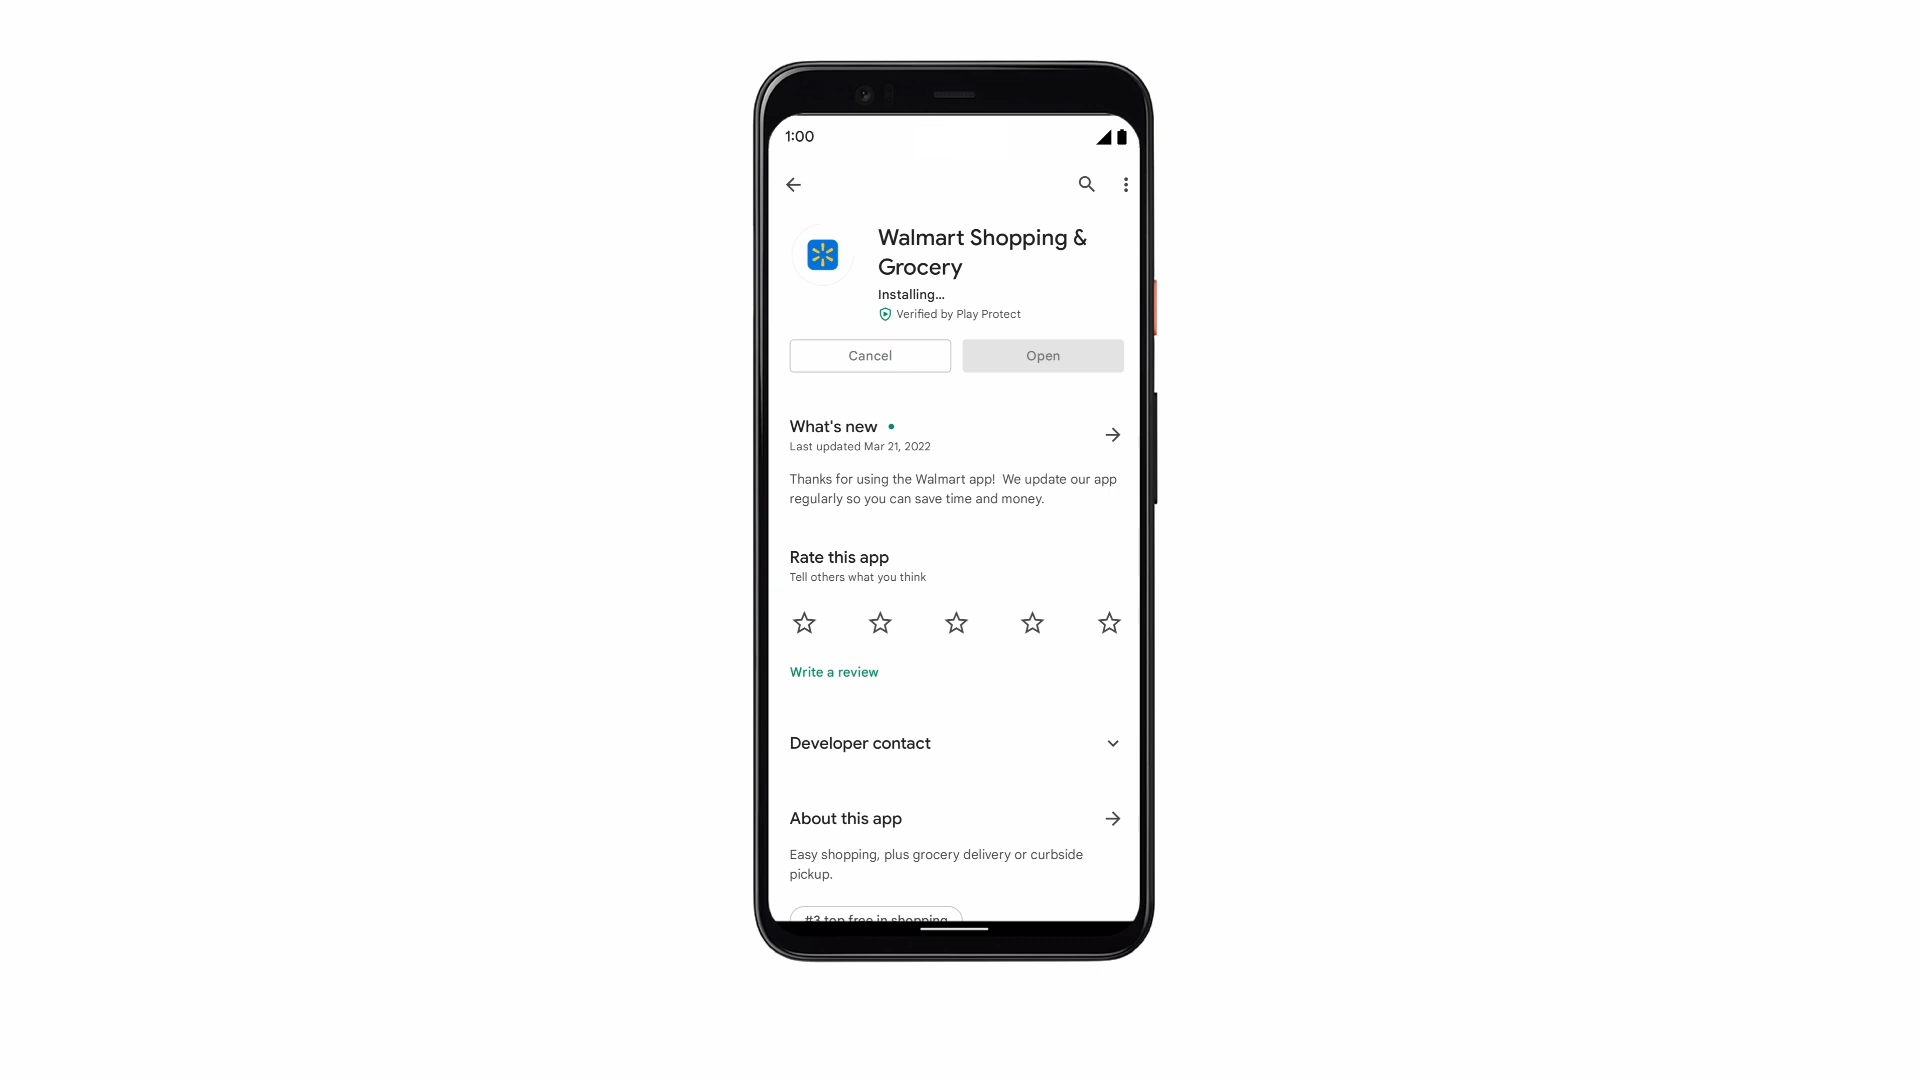 1:00
Walmart Shopping &
Grocery
Installing...
Verified by Play Protect
Cancel
Open
What's new
Last updated Mar 21, 2022
Thanks for using the Walmart app!  We update our app
regularly so you can save time and money.
Rate this app
Tell others what you think
Write a review
Developer contact
About this app
Easy shopping, plus grocery delivery or curbside
pickup.
#3 top free in shopping